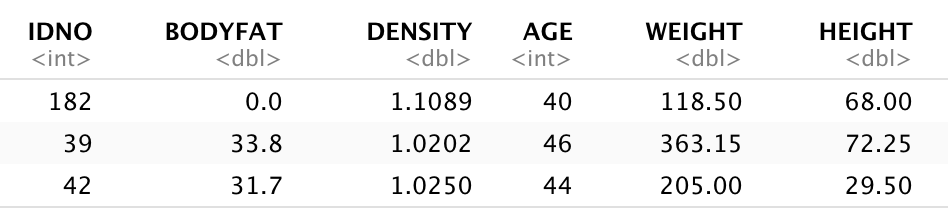 IDNO BODYFAT DENSITY AGE WEIGHT HEIGHT
<int> <dbl> <dbl> <int> <dbl> <dbl>
182 0.0 1.1089 40 118.50 68.00
39 33.8 1.0202 46 363.15 72.25
42 31.7 1.0250 44 205.00 29.50